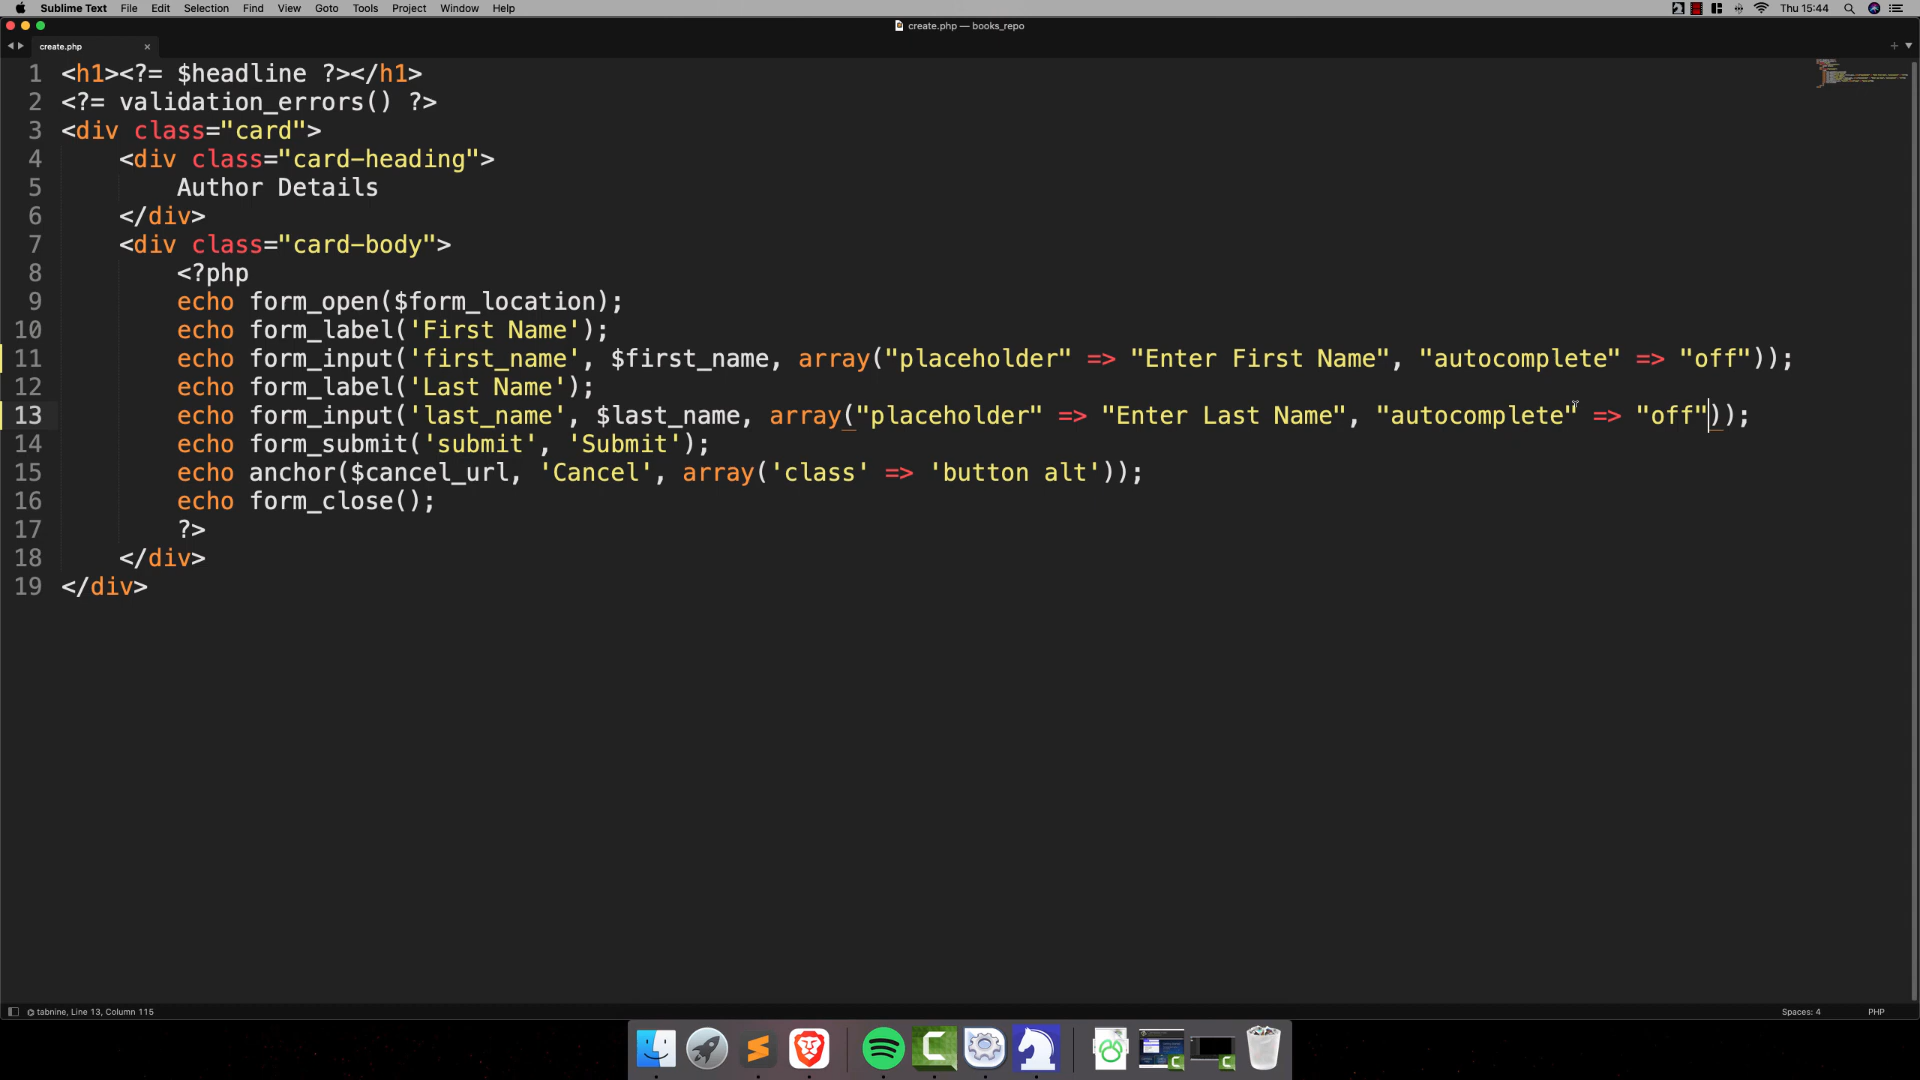 Sublime Text File Edit Selection Find View Goto Tools Project Window Help Thu 15:44
create.php — books_repo
create.php
1 <h1><?= $headline ?></h1>
2 <?= validation_errors() ?>
3 <div class="card">
4     <div class="card-heading">
5         Author Details
6     </div>
7     <div class="card-body">
8         <?php
9         echo form_open($form_location);
10         echo form_label('First Name');
11         echo form_input('first_name', $first_name, array("placeholder" => "Enter First Name", "autocomplete" => "off"));
12         echo form_label('Last Name');
13         echo form_input('last_name', $last_name, array("placeholder" => "Enter Last Name", "autocomplete" => "off"));
14         echo form_submit('submit', 'Submit');
15         echo anchor($cancel_url, 'Cancel', array('class' => 'button alt'));
16         echo form_close();
17         ?>
18     </div>
19 </div>
tabnine, Line 13, Column 115 Spaces: 4 PHP